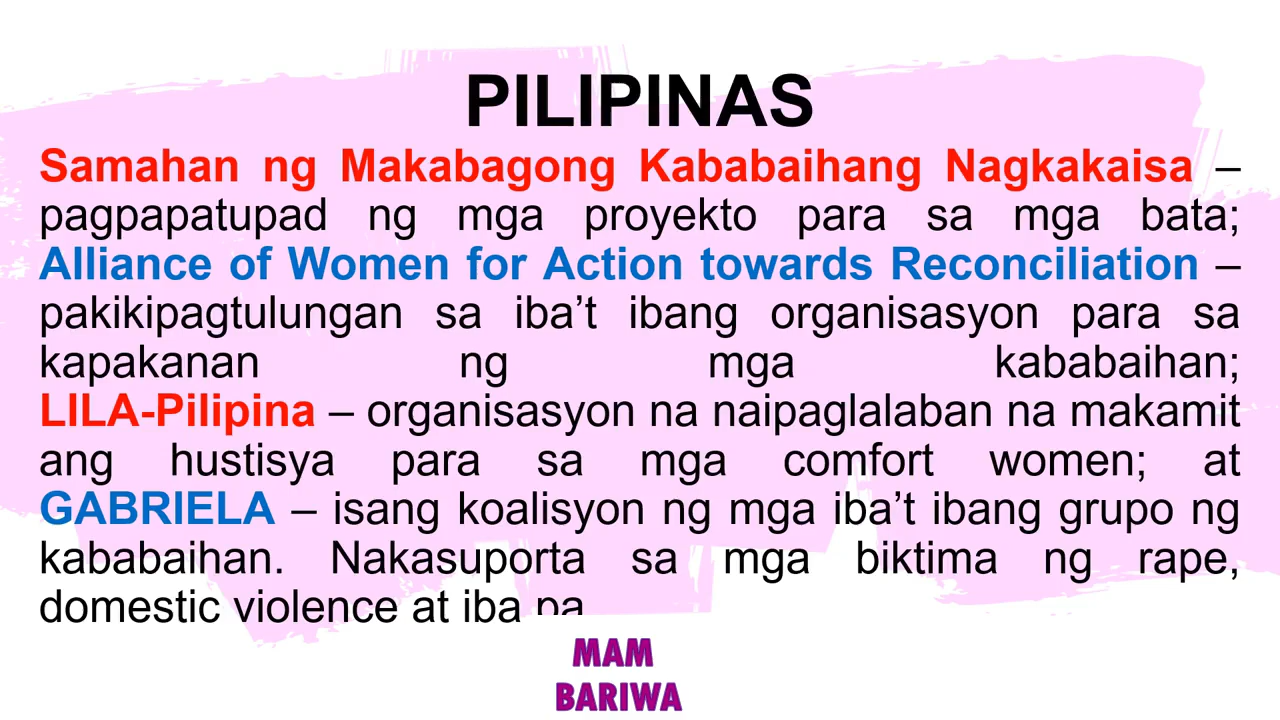 PILIPINAS
Samahan ng Makabagong Kababaihang Nagkakaisa –
pagpapatupad ng mga proyekto para sa mga bata;
Alliance of Women for Action towards Reconciliation –
pakikipagtulungan sa iba’t ibang organisasyon para sa
kapakanan ng mga kababaihan;
LILA-Pilipina – organisasyon na naipaglalaban na makamit
ang hustisya para sa mga comfort women; at
GABRIELA – isang koalisyon ng mga iba’t ibang grupo ng
kababaihan. Nakasuporta sa mga biktima ng rape,
domestic violence at iba pa
MAM
BARIWA